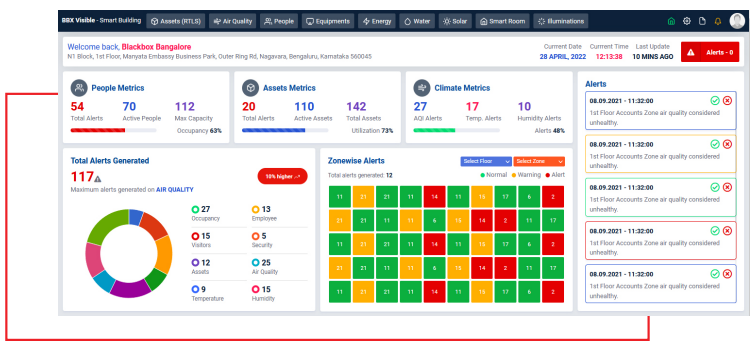 BBX Visible - Smart Building Assets (RTLS) Air Quality People Equipments Energy Water Solar Smart Room Illuminations
Welcome back, Blackbox Bangalore
N1 Block, 1st Floor, Manyata Embassy Business Park, Outer Ring Rd, Nagavara, Bengaluru, Karnataka 560045
Current Date Current Time Last Update
28 APRIL, 2022 12:13:38 10 MINS AGO
Alerts - 0
People Metrics
54 70 112
Total Alerts Active People Max Capacity
Occupancy 63%
Assets Metrics
20 110 142
Total Alerts Active Assets Total Assets
Utilization 73%
Climate Metrics
27 17 10
AQI Alerts Temp. Alerts Humidity Alerts
Alerts 48%
Total Alerts Generated
117
10% higher
Maximum alerts generated on AIR QUALITY
27 13
Occupancy Employee
15 5
Visitors Security
12 25
Assets Air Quality
9 15
Temperature Humidity
Zonewise Alerts Select Floor Select Zone
Total alerts generated: 12 Normal Warning Alert
11 21 21 11 14 11 15 17 6 2
21 21 11 11 6 15 14 2 11 17
11 21 21 11 14 11 15 17 6 2
21 21 11 11 6 15 14 2 11 17
11 21 21 11 14 11 15 17 6 2
Alerts
08.09.2021 - 11:32:00
1st Floor Accounts Zone air quality considered
unhealthy.
08.09.2021 - 11:32:00
1st Floor Accounts Zone air quality considered
unhealthy.
08.09.2021 - 11:32:00
1st Floor Accounts Zone air quality considered
unhealthy.
08.09.2021 - 11:32:00
1st Floor Accounts Zone air quality considered
unhealthy.
08.09.2021 - 11:32:00
1st Floor Accounts Zone air quality considered
unhealthy.